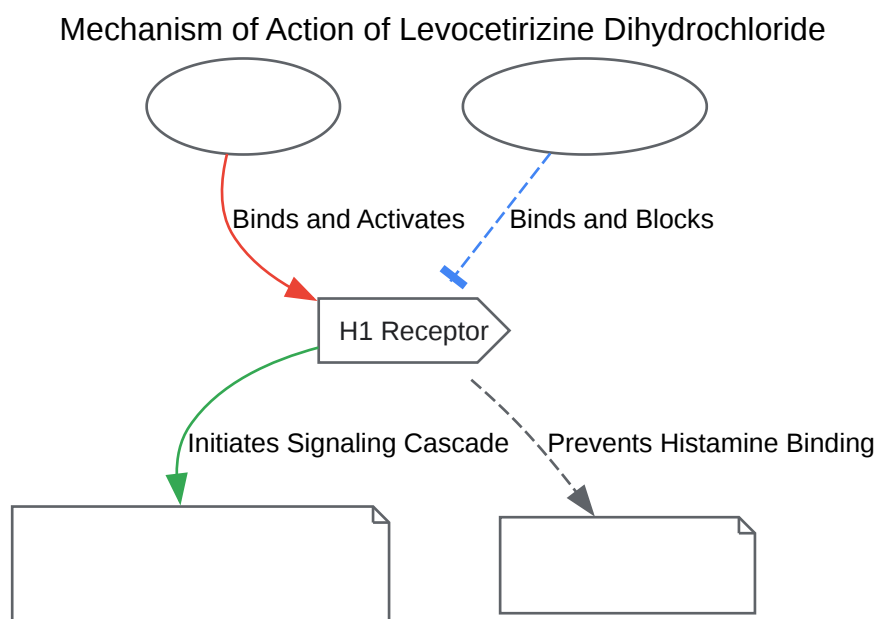 Mechanism of Action of Levocetirizine Dihydrochloride
Binds and Activates
Binds and Blocks
H1 Receptor
Initiates Signaling Cascade
Prevents Histamine Binding